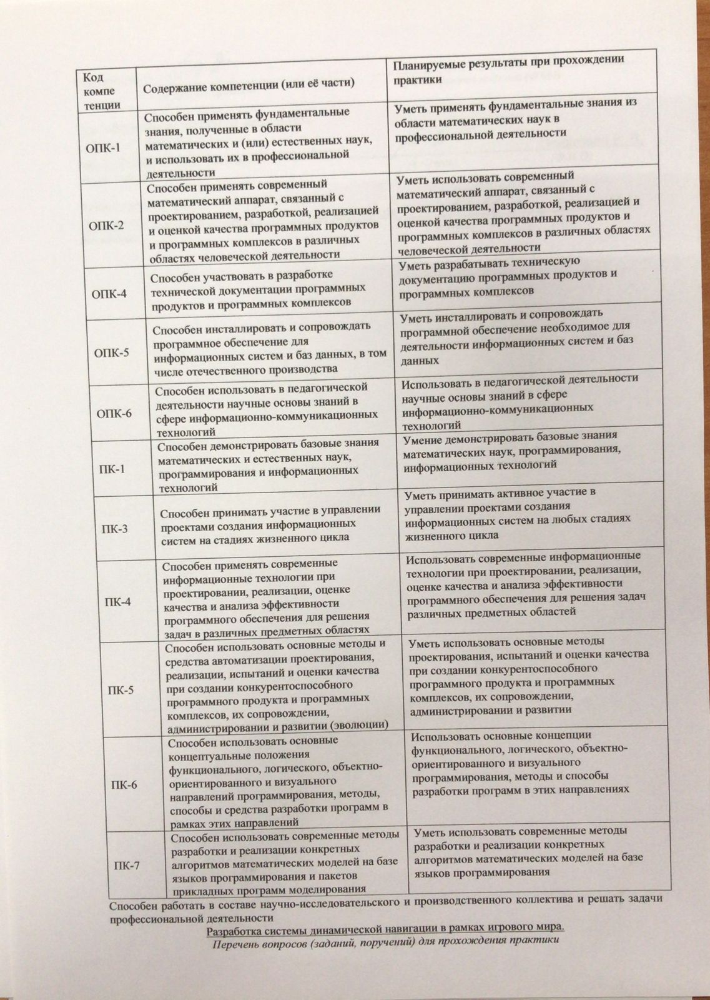 Код
компе
тенции
Содержание компетенции (или её части)
Планируемые результаты при прохождении
практики
ОПК-1
Способен применять фундаментальные
знания, полученные в области
математических и (или) естественных наук,
и использовать их в профессиональной
деятельности
Уметь применять фундаментальные знания из
области математических наук в
профессиональной деятельности
ОПК-2
Способен применять современный
математический аппарат, связанный с
проектированием, разработкой, реализацией
и оценкой качества программных продуктов
и программных комплексов в различных
областях человеческой деятельности
Уметь использовать современный
математический аппарат, связанный с
проектированием, разработкой, реализацией и
оценкой качества программных продуктов и
программных комплексов в различных областях
человеческой деятельности
ОПК-4
Способен участвовать в разработке
технической документации программных
продуктов и программных комплексов
Уметь разрабатывать техническую
документацию программных продуктов и
программных комплексов
ОПК-5
Способен инсталлировать и сопровождать
программное обеспечение для
информационных систем и баз данных, в том
числе отечественного производства
Уметь инсталлировать и сопровождать
программной обеспечение необходимое для
деятельности информационных систем и баз
данных
ОПК-6
Способен использовать в педагогической
деятельности научные основы знаний в
сфере информационно-коммуникационных
технологий
Использовать в педагогической деятельности
научные основы знаний в сфере
информационно-коммуникационных
технологий
ПК-1
Способен демонстрировать базовые знания
математических и естественных наук,
программирования и информационных
технологий
Умение демонстрировать базовые знания
математических наук, программирования,
информационных технологий
ПК-3
Способен принимать участие в управлении
проектами создания информационных
систем на стадиях жизненного цикла
Уметь принимать активное участие в
управлении проектами создания
информационных систем на любых стадиях
жизненного цикла
ПК-4
Способен применять современные
информационные технологии при
проектировании, реализации, оценке
качества и анализа эффективности
программного обеспечения для решения
задач в различных предметных областях
Использовать современные информационные
технологии при проектировании, реализации,
оценке качества и анализа эффективности
программного обеспечения для решения задач
различных предметных областей
ПК-5
Способен использовать основные методы и
средства автоматизации проектирования,
реализации, испытаний и оценки качества
при создании конкурентоспособного
программного продукта и программных
комплексов, их сопровождении,
администрировании и развитии (эволюции)
Уметь использовать основные методы
проектирования, испытаний и оценки качества
при создании конкурентоспособного
программного продукта и программных
комплексов, их сопровождении,
администрировании и развитии
ПК-6
Способен использовать основные
концептуальные положения
функционального, логического, объектно-
ориентированного и визуального
направлений программирования, методы,
способы и средства разработки программ в
рамках этих направлений
Использовать основные концепции
функционального, логического, объектно-
ориентированного и визуального
программирования, методы и способы
разработки программ в этих направлениях
ПК-7
Способен использовать современные методы
разработки и реализации конкретных
алгоритмов математических моделей на базе
языков программирования и пакетов
прикладных программ моделирования
Уметь использовать современные методы
разработки и реализации конкретных
алгоритмов математических моделей на базе
языков программирования
Способен работать в составе научно-исследовательского и производственного коллектива и решать задачи
профессиональной деятельности
Разработка системы динамической навигации в рамках игрового мира.
Перечень вопросов (заданий, поручений) для прохождения практики